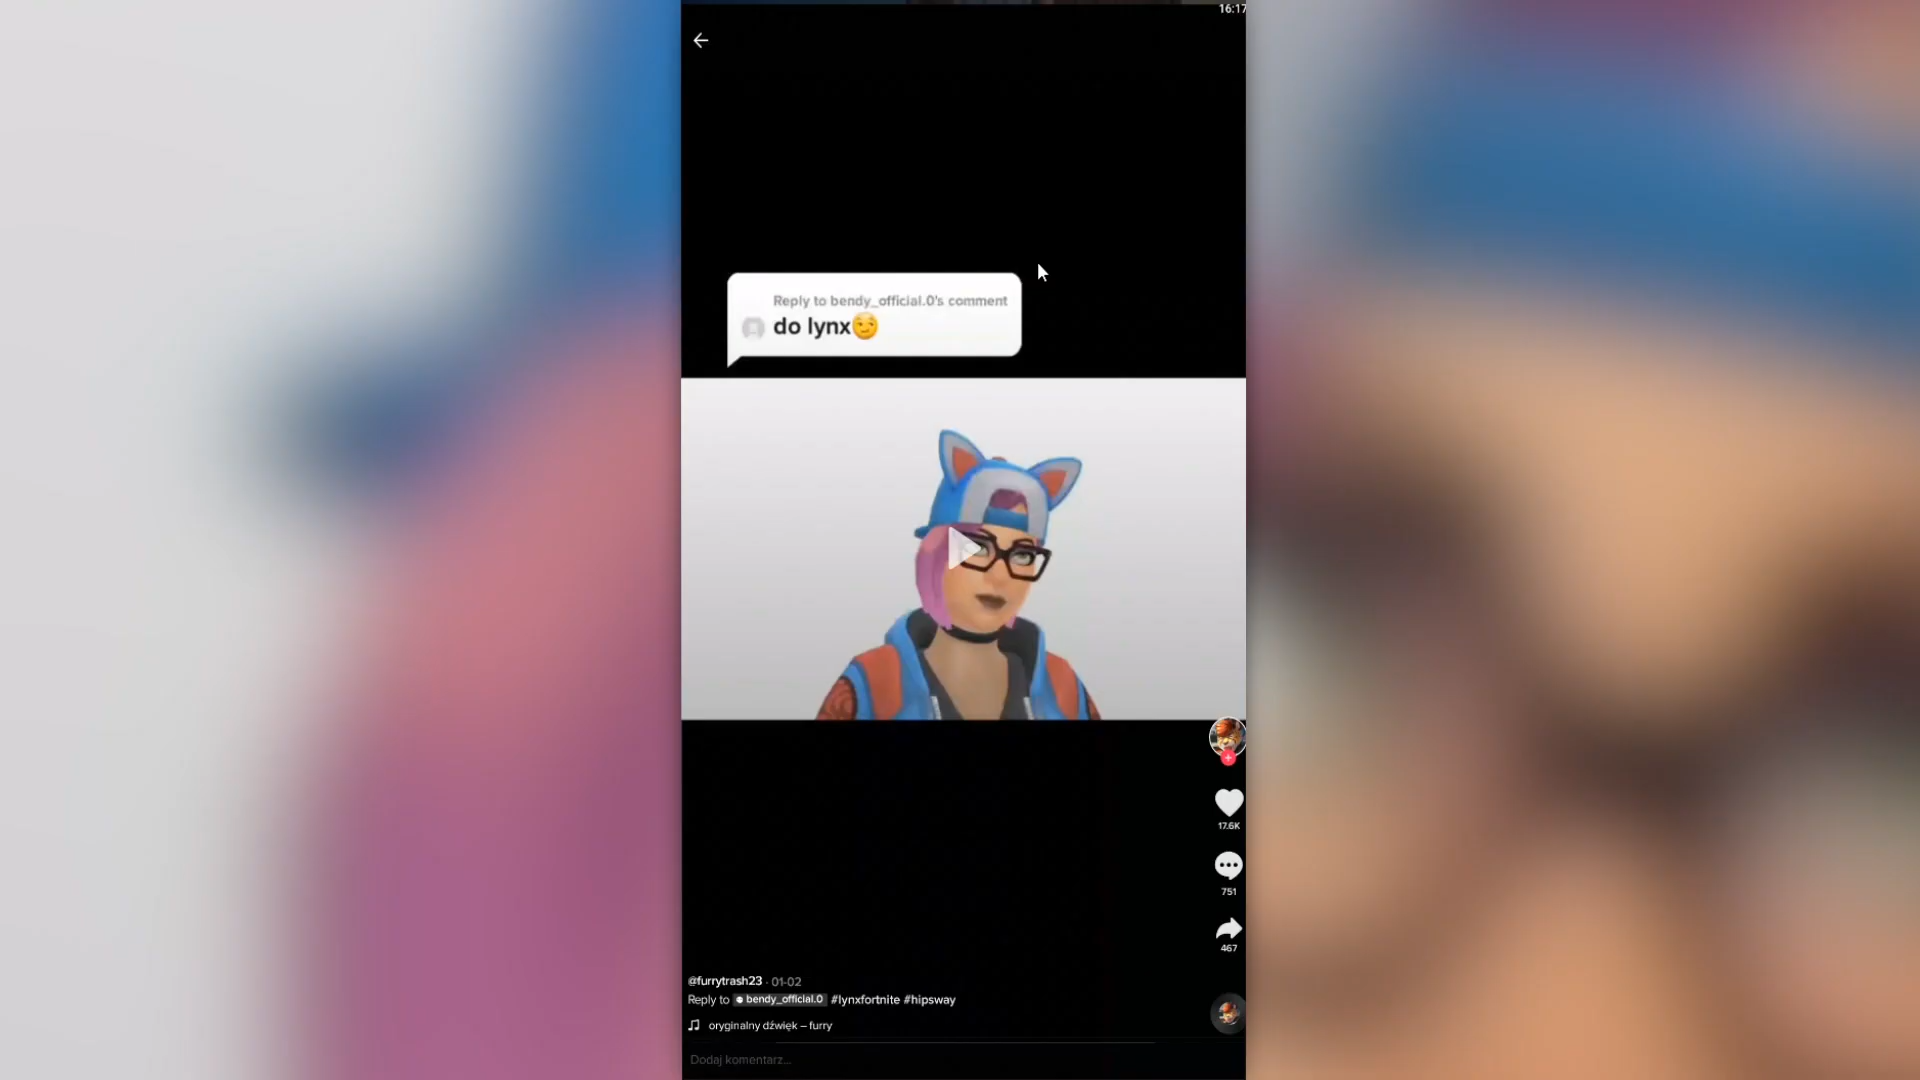 16:17
Reply to bendy_official.0's comment
do lynx😏
17.6K
751
467
@furrytrash23 · 01-02
Reply to bendy_official.0 #lynxfortnite #hipsway
oryginalny dźwięk – furry
Dodaj komentarz...